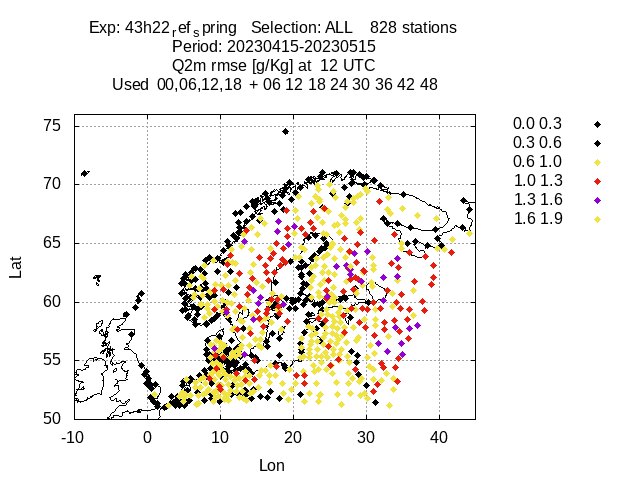 Exp: 43h22ᵣefₛpring   Selection: ALL    828 stations
Period: 20230415-20230515
Q2m rmse [g/Kg] at  12 UTC
Used  00,06,12,18  + 06 12 18 24 30 36 42 48
0.0 0.3
0.3 0.6
0.6 1.0
1.0 1.3
1.3 1.6
1.6 1.9
75
70
65
60
55
50
Lat
-10 0 10 20 30 40
Lon